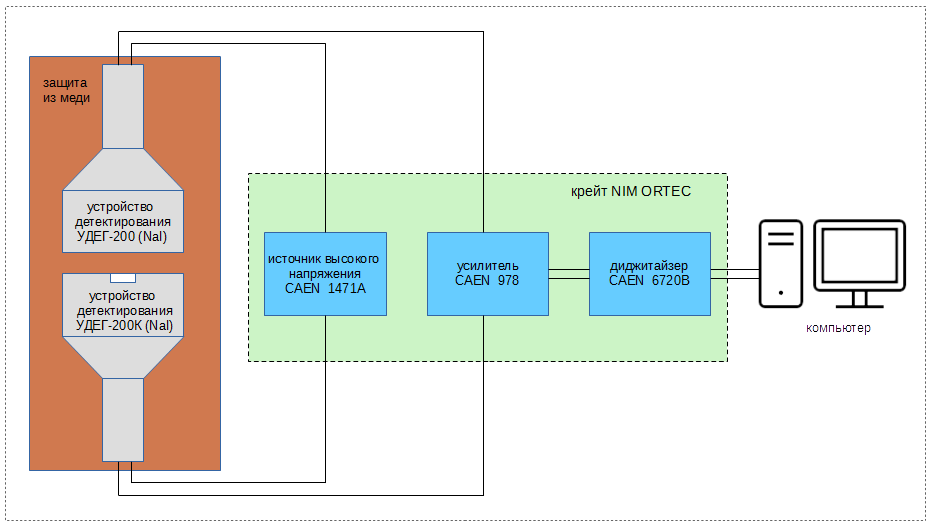 защита
из меди
устройство
детектирования
УДЕГ-200 (NaI)
устройство
детектирования
УДЕГ-200К (NaI)
крейт NIM ORTEC
источник высокого
напряжения
CAEN 1471A
усилитель
CAEN 978
диджитайзер
CAEN 6720B
компьютер